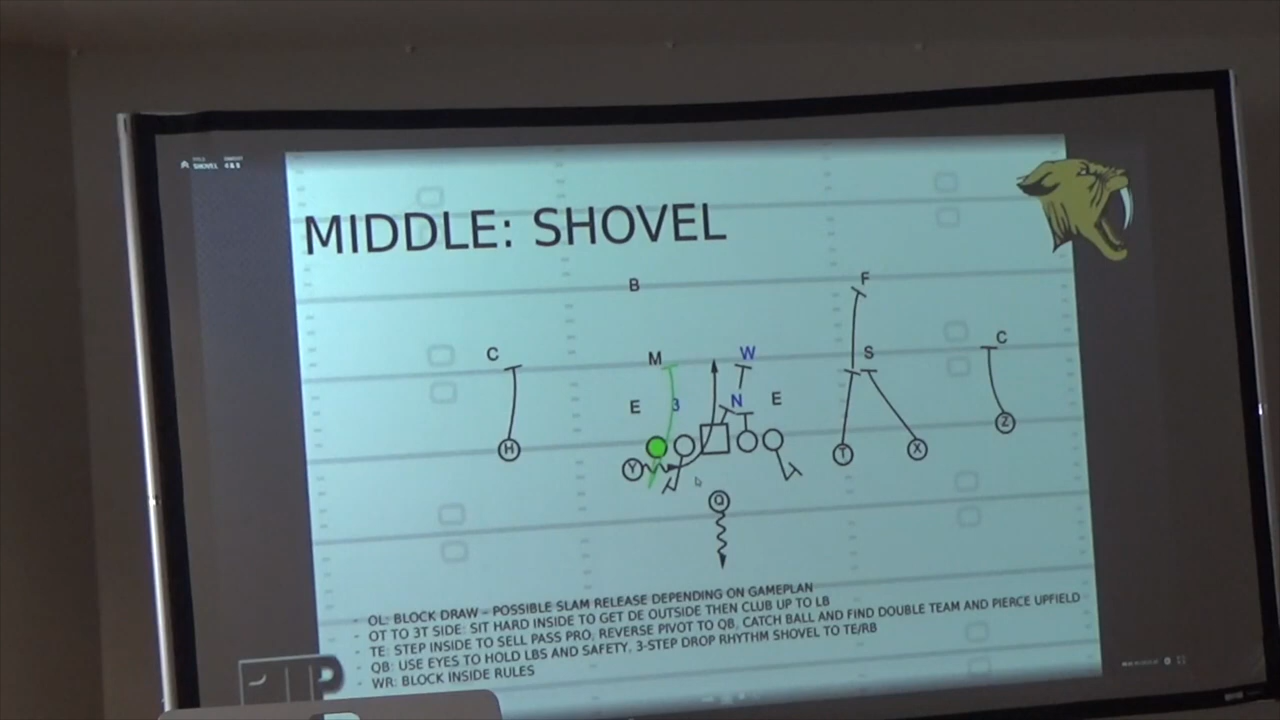 SHOVEL
MIDDLE: SHOVEL
B
F
C
M
W
S
C
E
3
N
E
H
Y
T
X
Z
Q
- OL: BLOCK DRAW – POSSIBLE SLAM RELEASE DEPENDING ON GAMEPLAN
- OT TO 3T SIDE: SIT HARD INSIDE TO GET DE OUTSIDE THEN CLUB UP TO LB
- TE: STEP INSIDE TO SELL PASS PRO, REVERSE PIVOT TO QB, CATCH BALL AND FIND DOUBLE TEAM AND PIERCE UPFIELD
- QB: USE EYES TO HOLD LBS AND SAFETY, 3-STEP DROP RHYTHM SHOVEL TO TE/RB
- WR: BLOCK INSIDE RULES